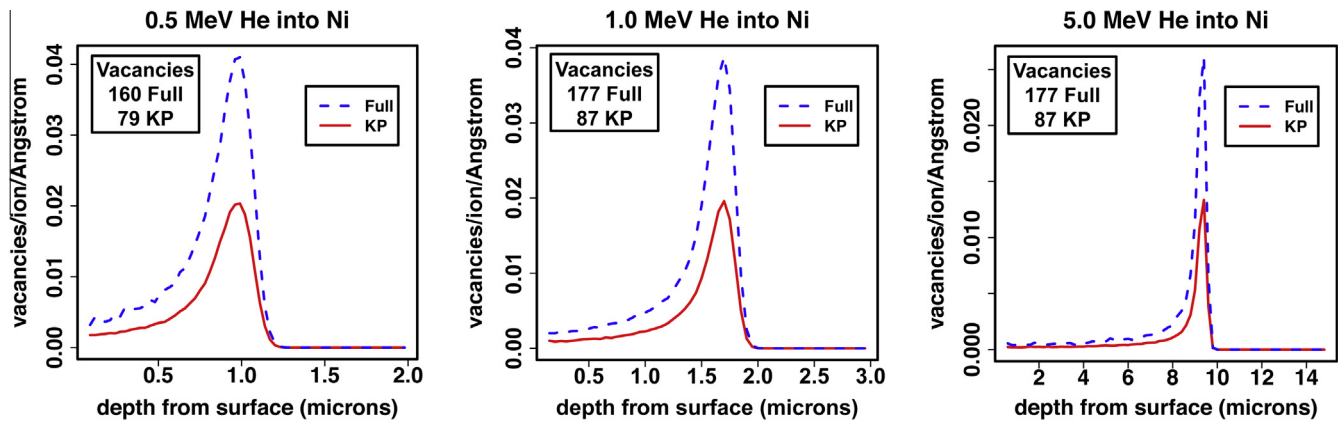 0.5 MeV He into Ni
vacancies/ion/Angstrom
0.00 0.01 0.02 0.03 0.04
Vacancies
160 Full
79 KP
Full
KP
0.5 1.0 1.5 2.0
depth from surface (microns)
1.0 MeV He into Ni
vacancies/ion/Angstrom
0.00 0.01 0.02 0.03 0.04
Vacancies
177 Full
87 KP
Full
KP
0.5 1.0 1.5 2.0 2.5 3.0
depth from surface (microns)
5.0 MeV He into Ni
vacancies/ion/Angstrom
0.000 0.010 0.020
Vacancies
177 Full
87 KP
Full
KP
2 4 6 8 10 12 14
depth from surface (microns)